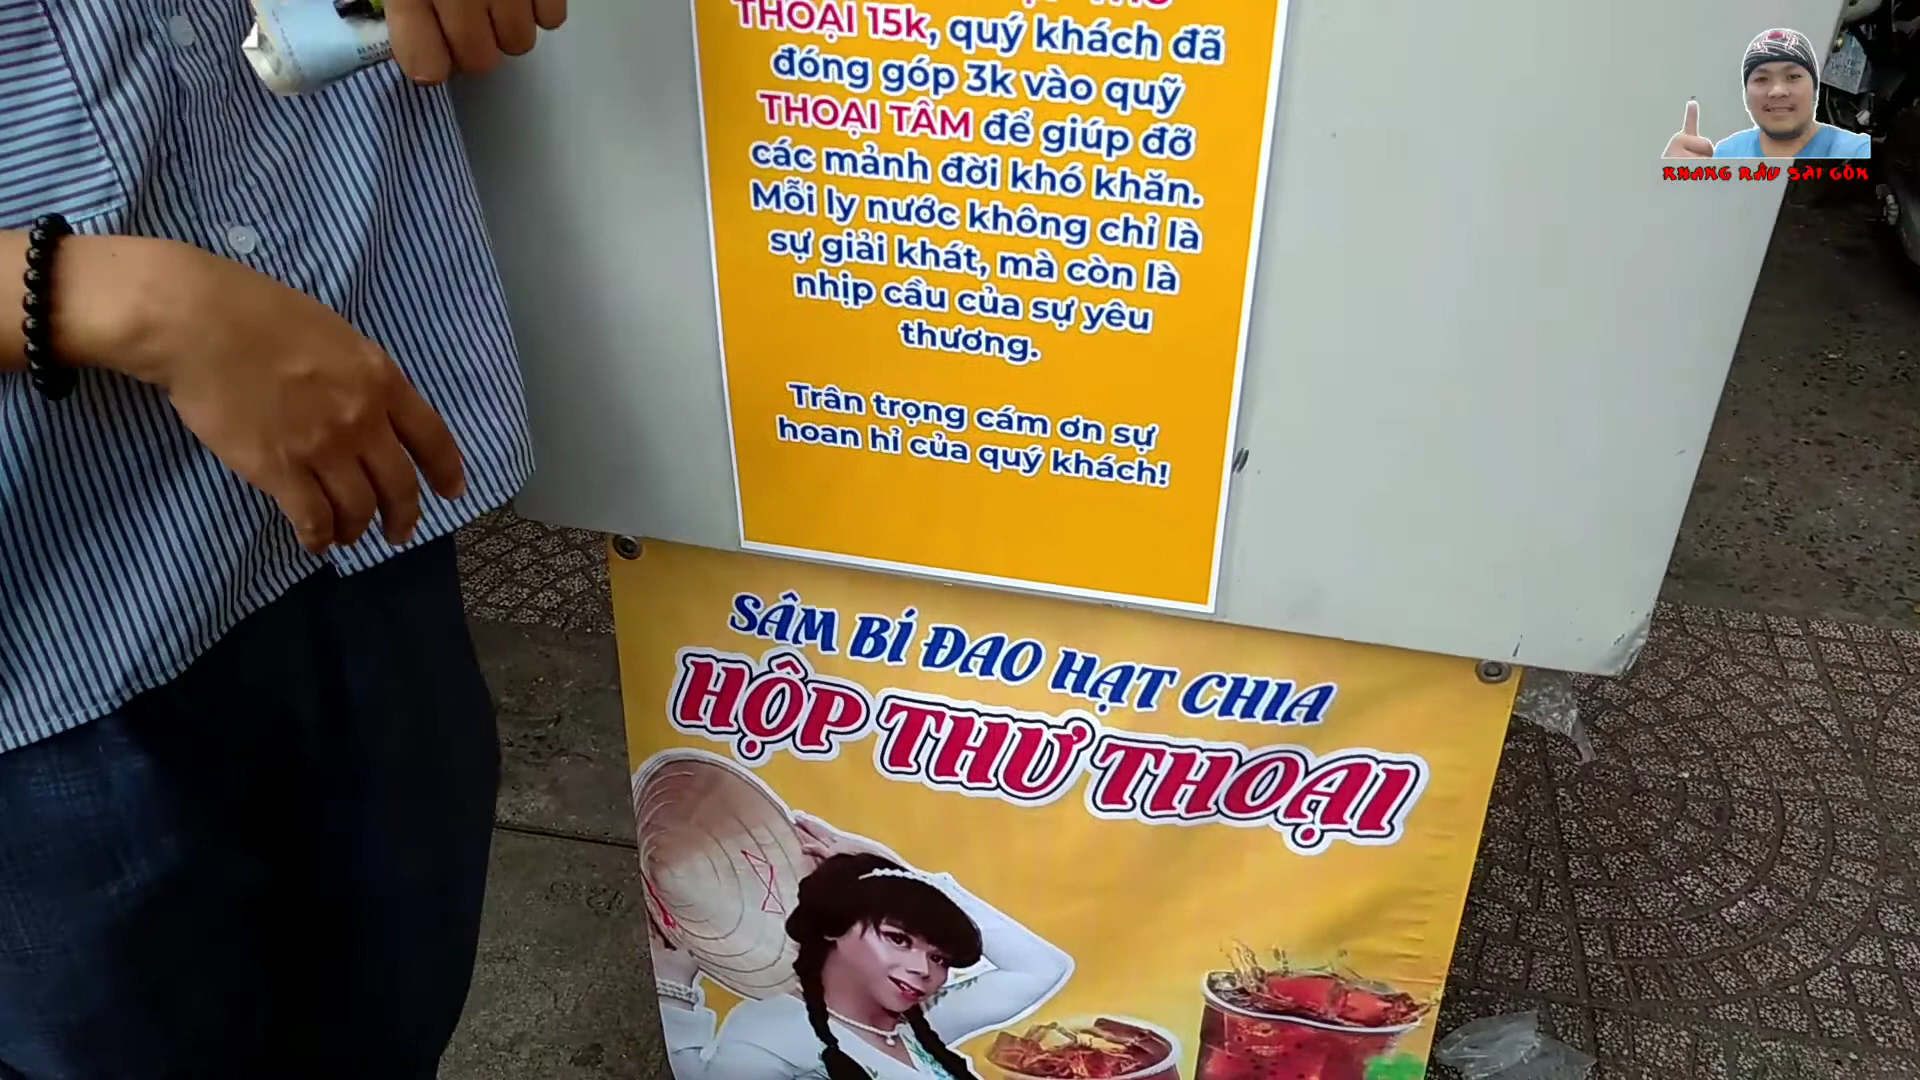 THOẠI 15k, quý khách đã
đóng góp 3k vào quỹ
THOẠI TÂM để giúp đỡ
các mảnh đời khó khăn.
Mỗi ly nước không chỉ là
sự giải khát, mà còn là
nhịp cầu của sự yêu
thương.
Trân trọng cám ơn sự
hoan hỉ của quý khách!
SÂM BÍ ĐAO HẠT CHIA
HỘP THƯ THOẠI
KHANG RÂU SÀI GÒN